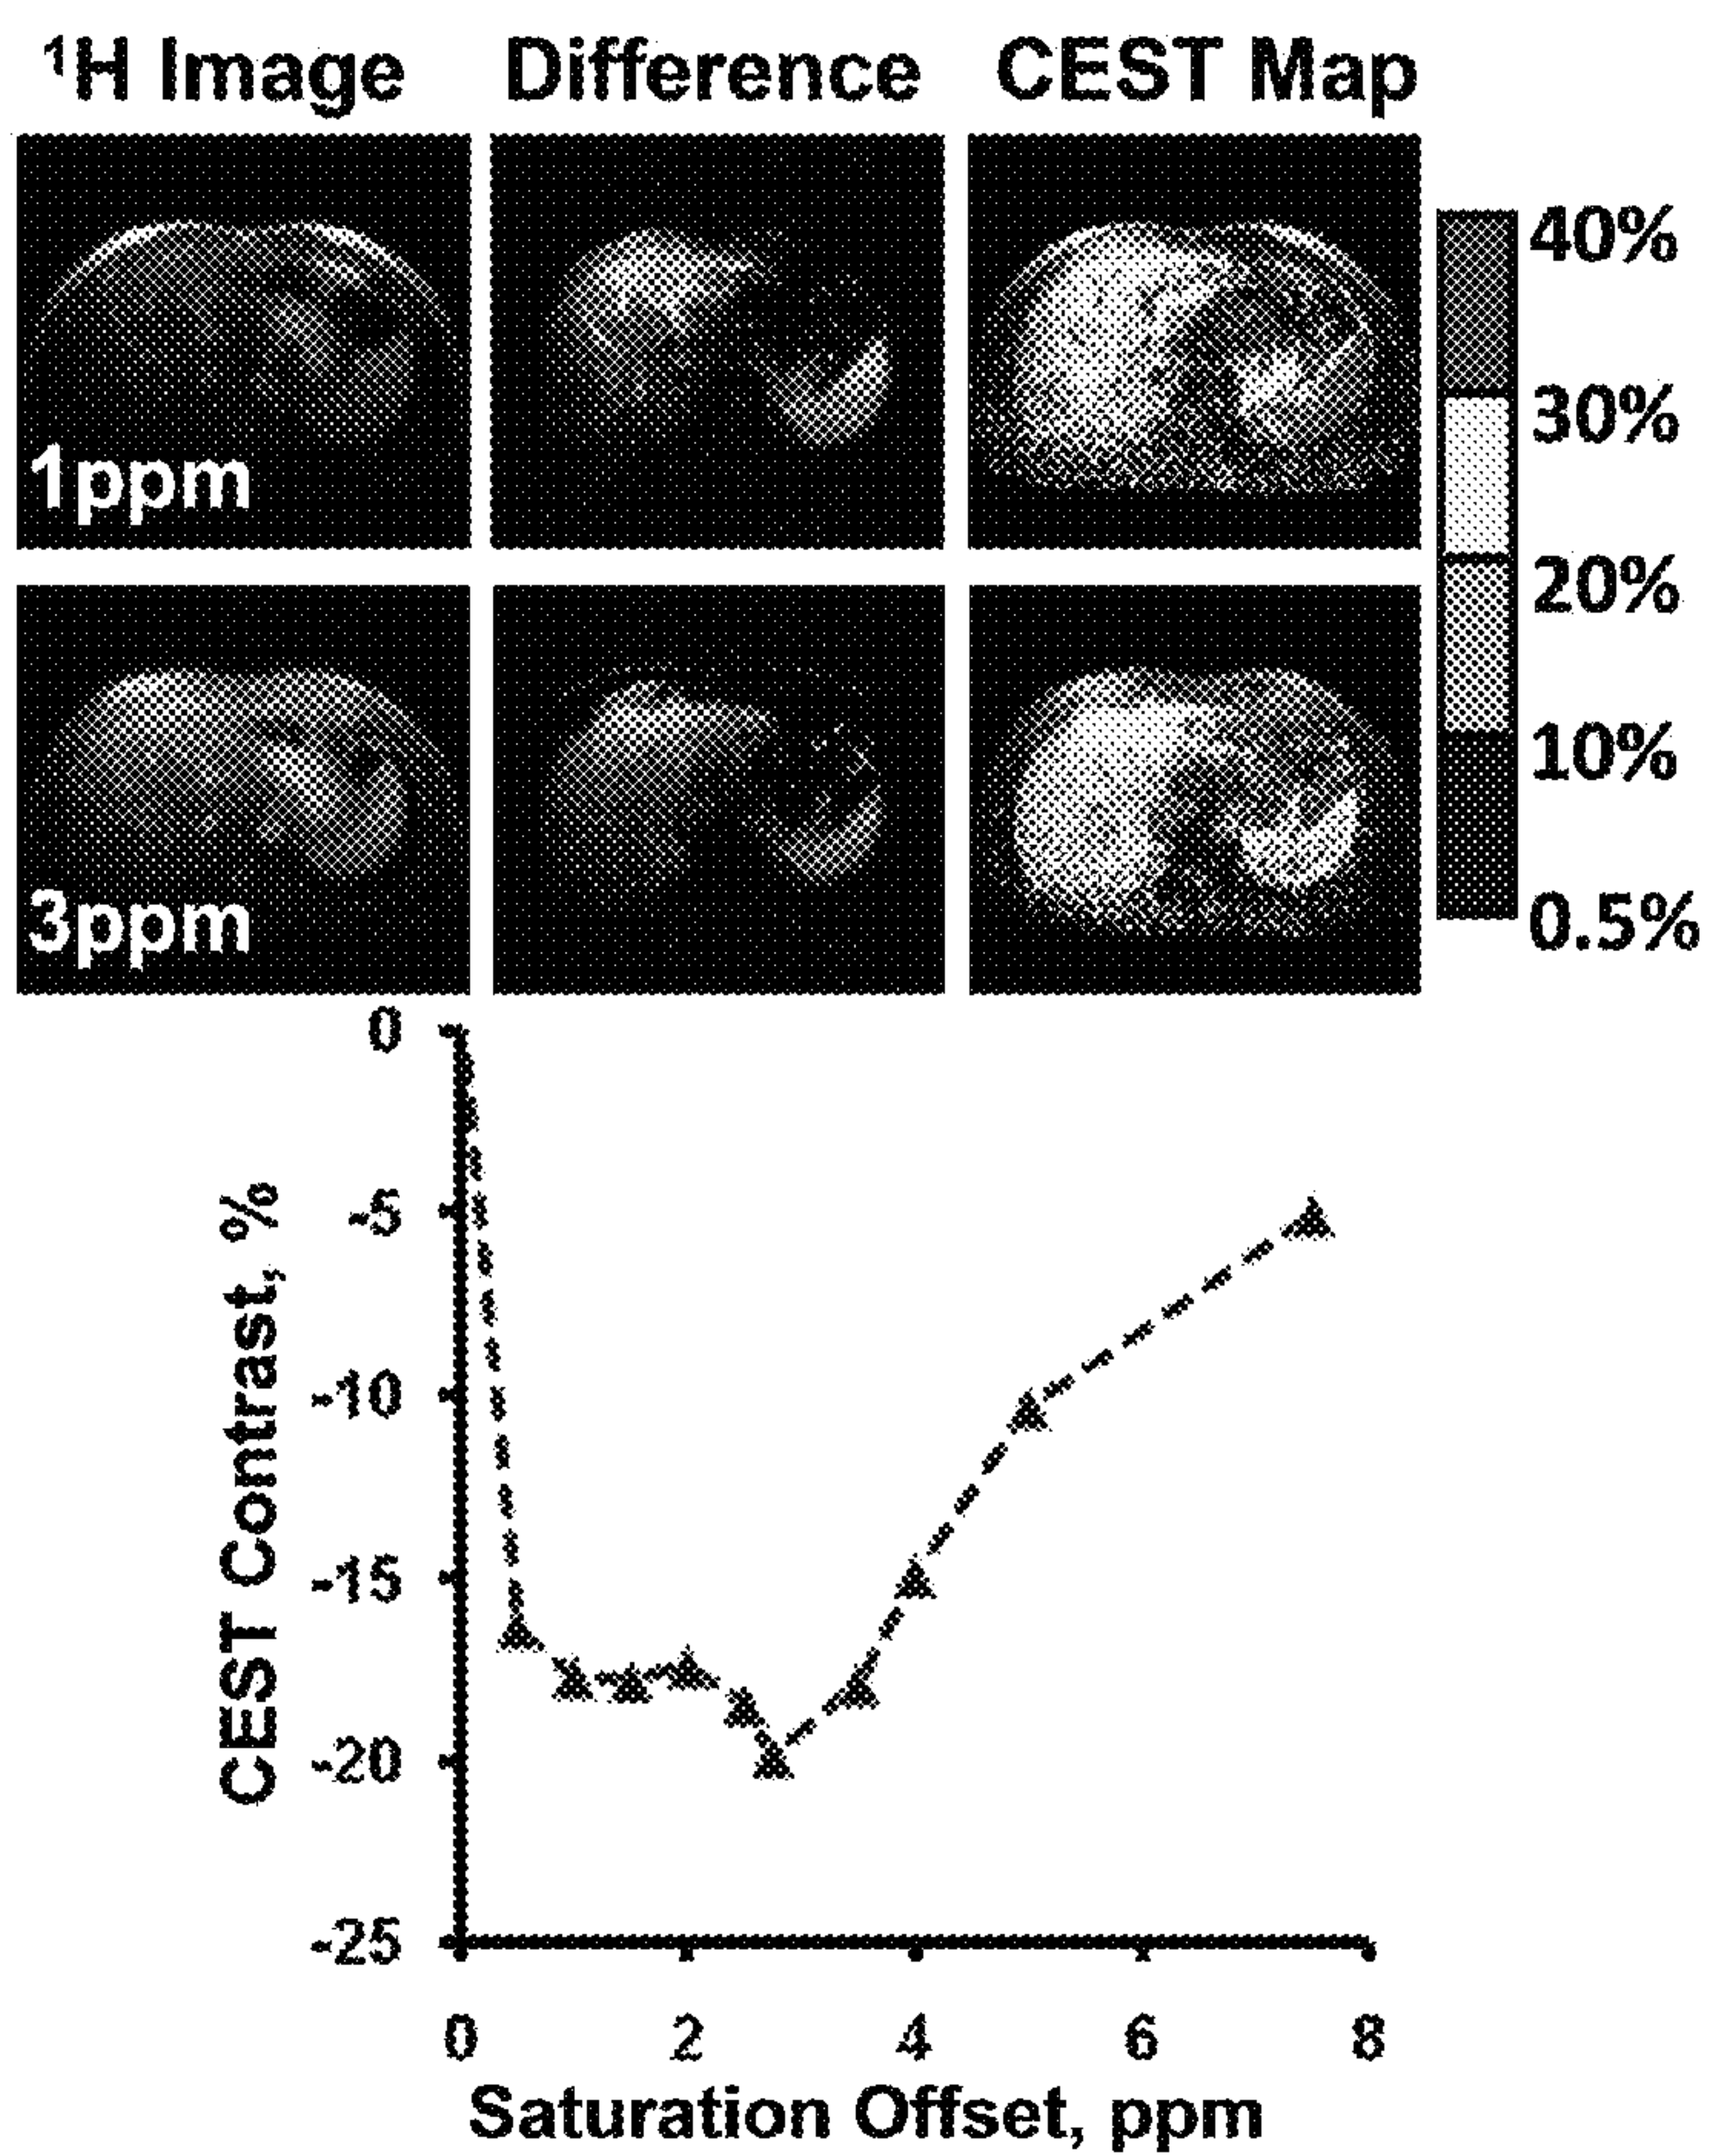 ¹H Image Difference CEST Map
1ppm
40%
30%
20%
10%
0.5%
3ppm
0
-5
-10
-15
-20
-25
CEST Contrast, %
0 2 4 6 8
Saturation Offset, ppm